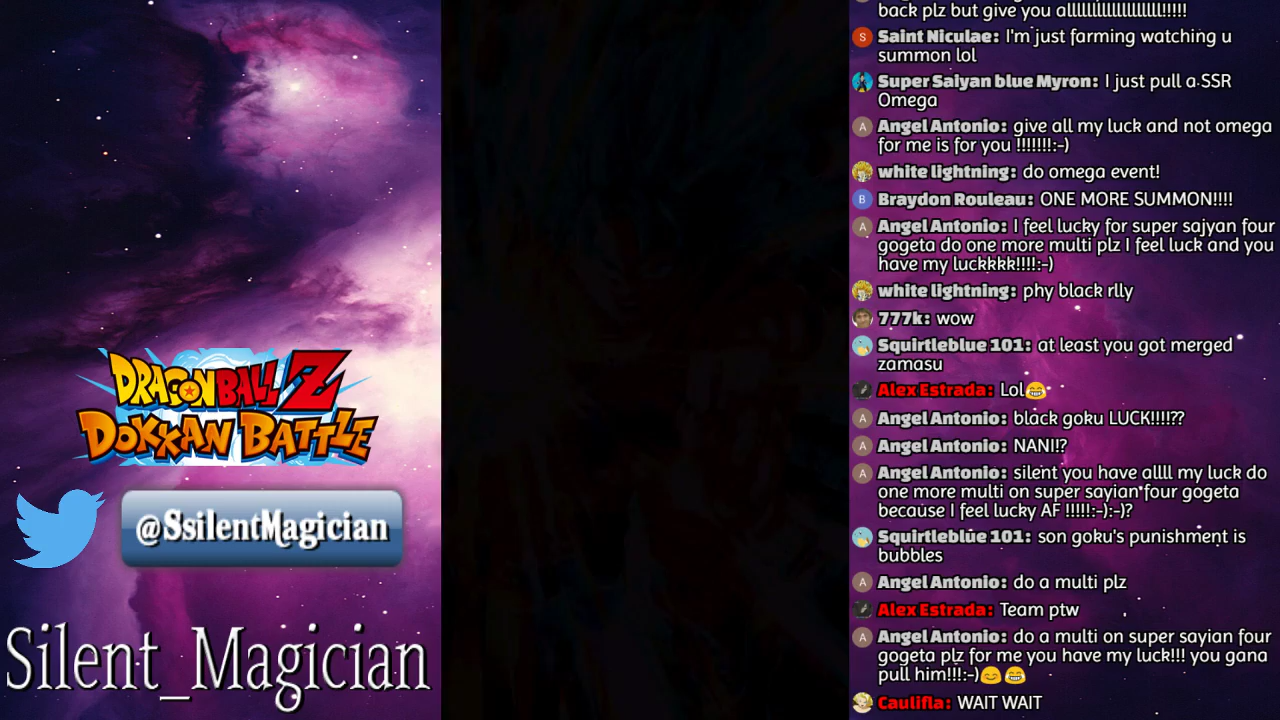 DRAGONBALL Z
DOKKAN BATTLE
@SsilentMagician
Silent_Magician
back plz but give you allllllllllllllllllll!!!!!
Saint Niculae: I'm just farming watching u
summon lol
Super Saiyan blue Myron: I just pull a SSR
Omega
Angel Antonio: give all my luck and not omega
for me is for you !!!!!!!:-)
white lightning: do omega event!
Braydon Rouleau: ONE MORE SUMMON!!!!
Angel Antonio: I feel lucky for super sajyan four
gogeta do one more multi plz I feel luck and you
have my luckkkk!!!!:-)
white lightning: phy black rlly
777k: wow
Squirtleblue 101: at least you got merged
zamasu
Alex Estrada: Lol😁
Angel Antonio: black goku LUCK!!!!??
Angel Antonio: NANI!?
Angel Antonio: silent you have allll my luck do
one more multi on super sayian four gogeta
because I feel lucky AF !!!!!:-):-)?
Squirtleblue 101: son goku's punishment is
bubbles
Angel Antonio: do a multi plz
Alex Estrada: Team ptw
Angel Antonio: do a multi on super sayian four
gogeta plz for me you have my luck!!! you gana
pull him!!!:-)😊😁
Caulifla: WAIT WAIT